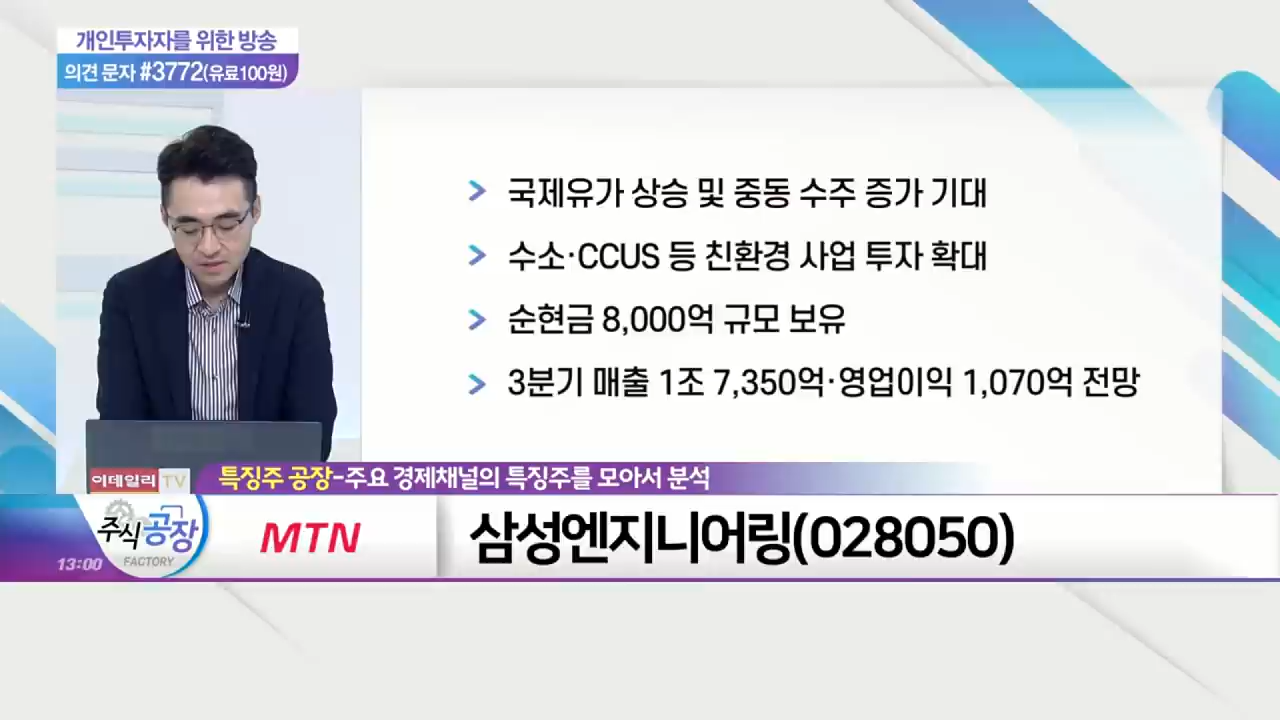 개인투자자를 위한 방송
의견 문자 #3772(유료100원)
> 국제유가 상승 및 중동 수주 증가 기대
> 수소·CCUS 등 친환경 사업 투자 확대
> 순현금 8,000억 규모 보유
> 3분기 매출 1조 7,350억·영업이익 1,070억 전망
이데일리 TV
특징주 공장-주요 경제채널의 특징주를 모아서 분석
주식공장
FACTORY
13:00
MTN
삼성엔지니어링(028050)